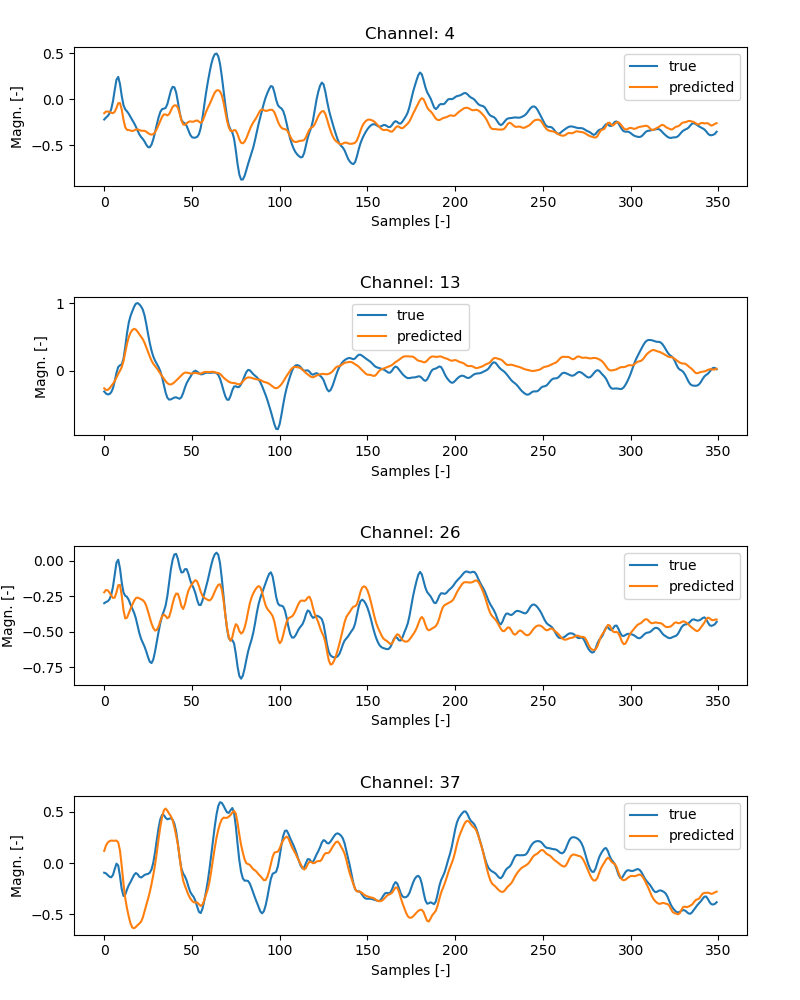 Channel: 4
0.5
0.0
−0.5
Magn. [-]
true
predicted
0 50 100 150 200 250 300 350
Samples [-]
Channel: 13
1
0
Magn. [-]
true
predicted
0 50 100 150 200 250 300 350
Samples [-]
Channel: 26
0.00
−0.25
−0.50
−0.75
Magn. [-]
true
predicted
0 50 100 150 200 250 300 350
Samples [-]
Channel: 37
0.5
0.0
−0.5
Magn. [-]
true
predicted
0 50 100 150 200 250 300 350
Samples [-]